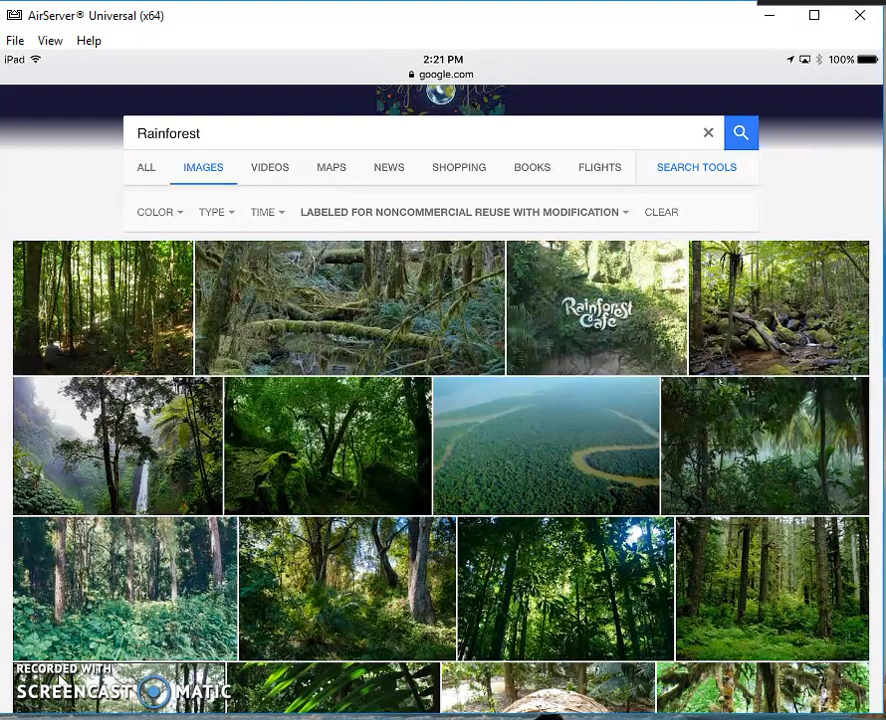 AirServer® Universal (x64)
File View Help
iPad 2:21 PM 100%
google.com
Rainforest
ALL IMAGES VIDEOS MAPS NEWS SHOPPING BOOKS FLIGHTS SEARCH TOOLS
COLOR TYPE TIME LABELED FOR NONCOMMERCIAL REUSE WITH MODIFICATION CLEAR
Rainforest
Cafe
RECORDED WITH
SCREENCAST MATIC